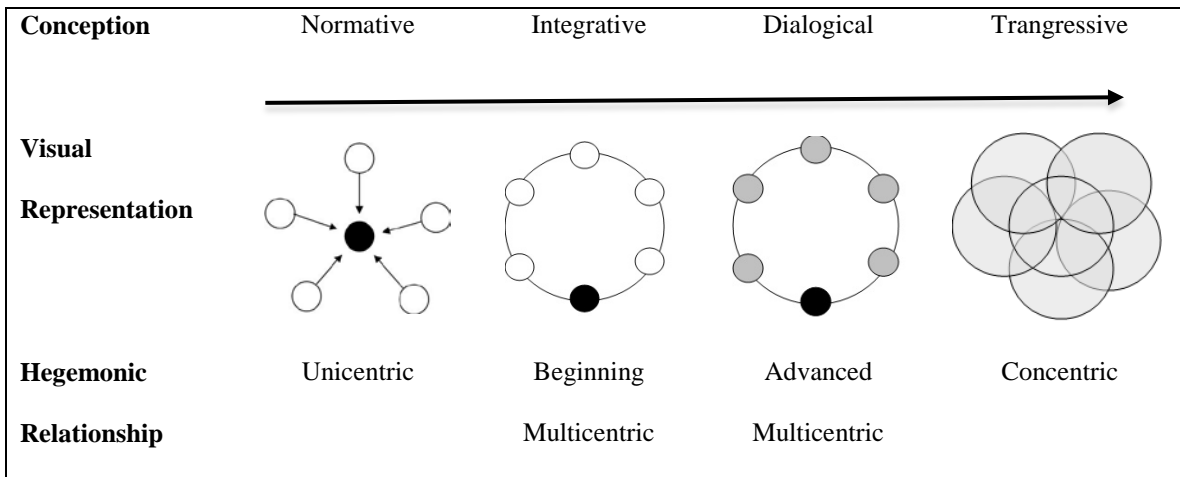 Conception Normative Integrative Dialogical Trangressive
Visual
Representation
Hegemonic Unicentric Beginning Advanced Concentric
Relationship Multicentric Multicentric